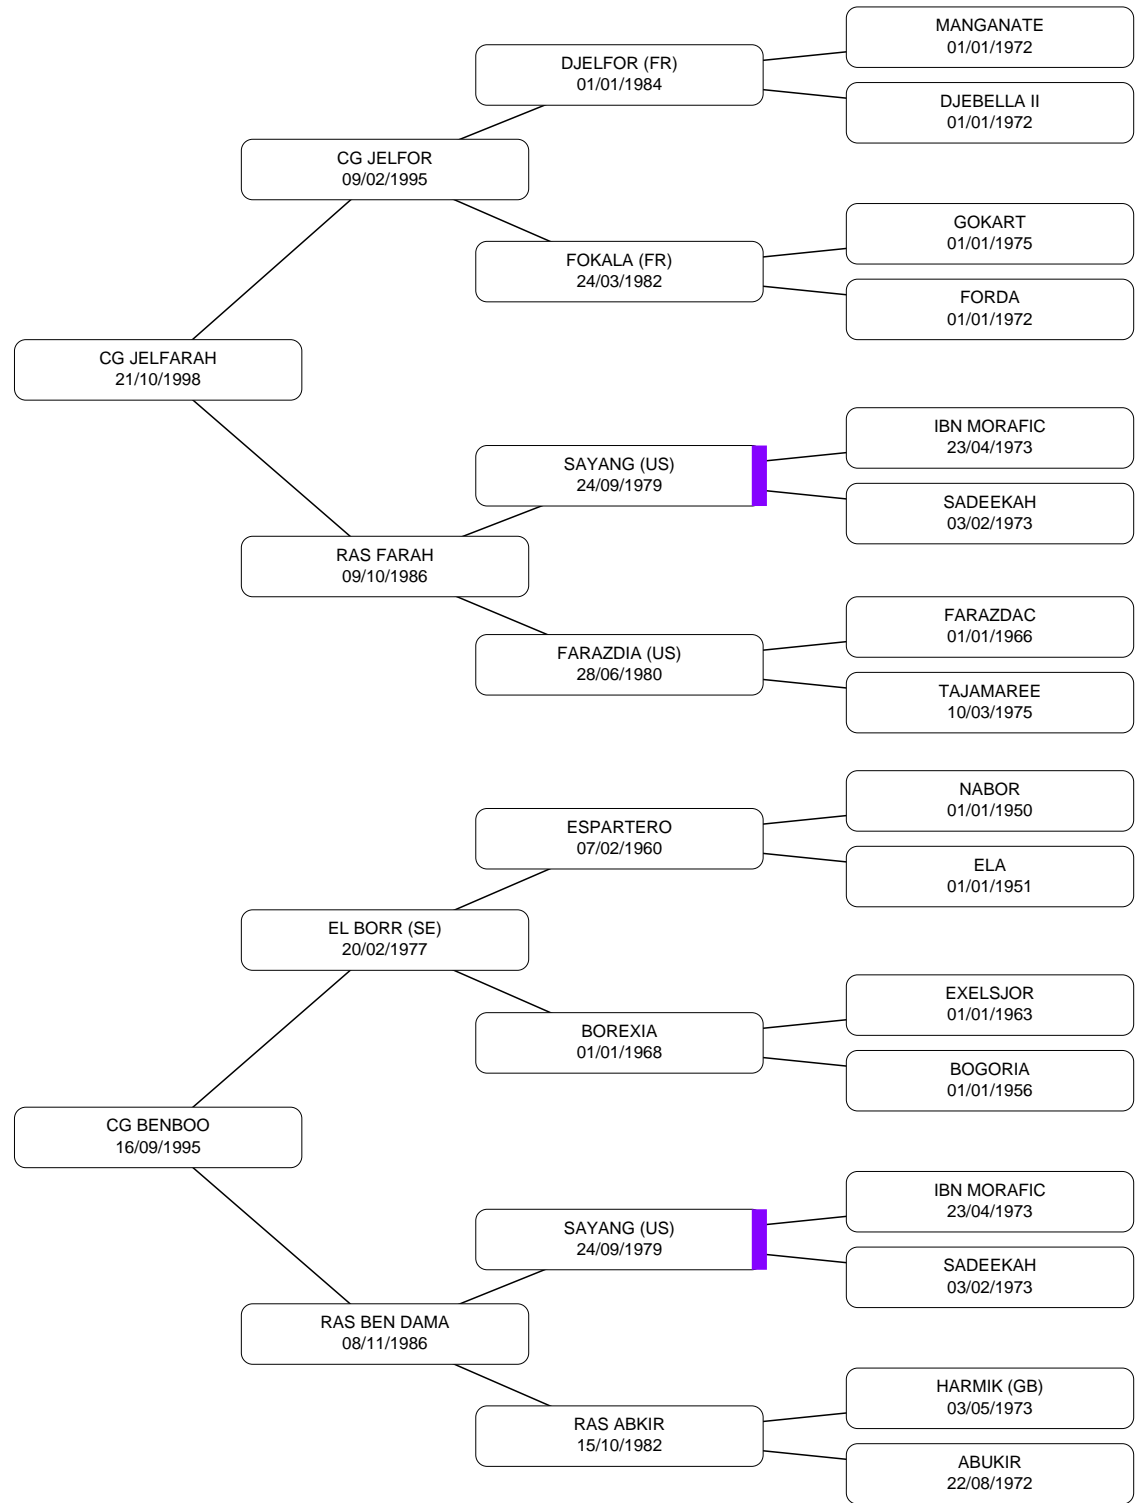 MANGANATE
01/01/1972
DJELFOR (FR)
01/01/1984
DJEBELLA II
01/01/1972
CG JELFOR
09/02/1995
GOKART
01/01/1975
FOKALA (FR)
24/03/1982
FORDA
01/01/1972
CG JELFARAH
21/10/1998
IBN MORAFIC
23/04/1973
SAYANG (US)
24/09/1979
SADEEKAH
03/02/1973
RAS FARAH
09/10/1986
FARAZDAC
01/01/1966
FARAZDIA (US)
28/06/1980
TAJAMAREE
10/03/1975
NABOR
01/01/1950
ESPARTERO
07/02/1960
ELA
01/01/1951
EL BORR (SE)
20/02/1977
EXELSJOR
01/01/1963
BOREXIA
01/01/1968
BOGORIA
01/01/1956
CG BENBOO
16/09/1995
IBN MORAFIC
23/04/1973
SAYANG (US)
24/09/1979
SADEEKAH
03/02/1973
RAS BEN DAMA
08/11/1986
HARMIK (GB)
03/05/1973
RAS ABKIR
15/10/1982
ABUKIR
22/08/1972